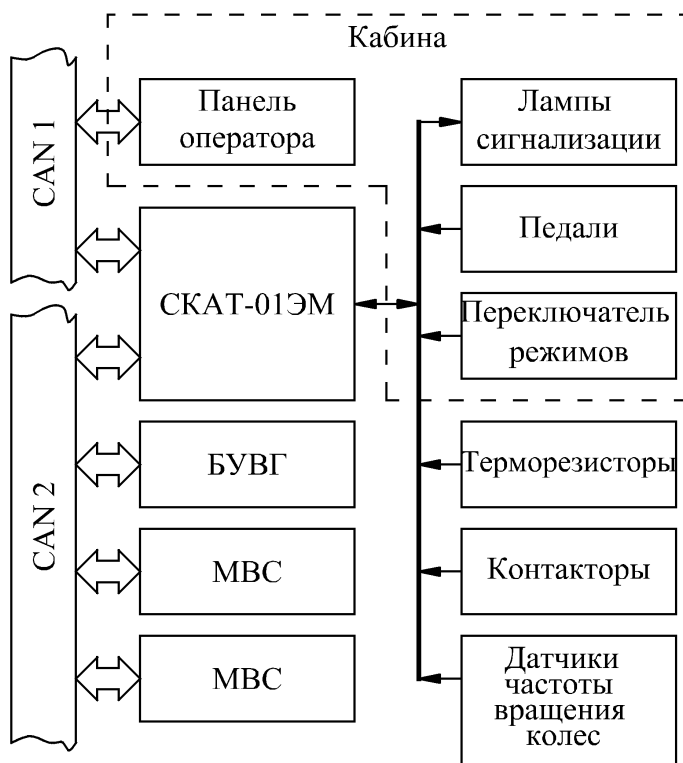 Кабина
CAN 1
Панель
оператора
Лампы
сигнализации
Педали
СКАТ-01ЭМ
Переключатель
режимов
CAN 2
БУВГ
Терморезисторы
МВС
Контакторы
МВС
Датчики
частоты
вращения
колес